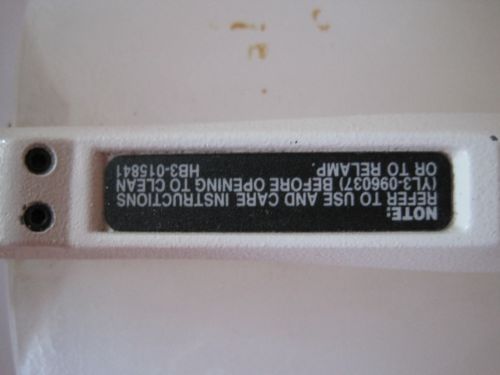 NOTE:
REFER TO USE AND CARE INSTRUCTIONS
(YL3-096037) BEFORE OPENING TO CLEAN
OR TO RELAMP.
HB3-015841